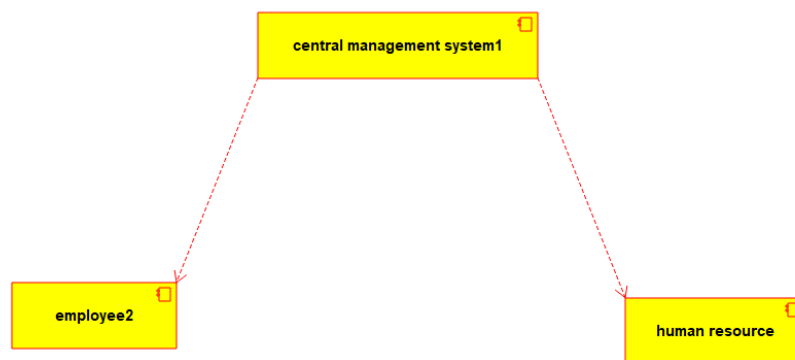 central management system1
employee2
human resource